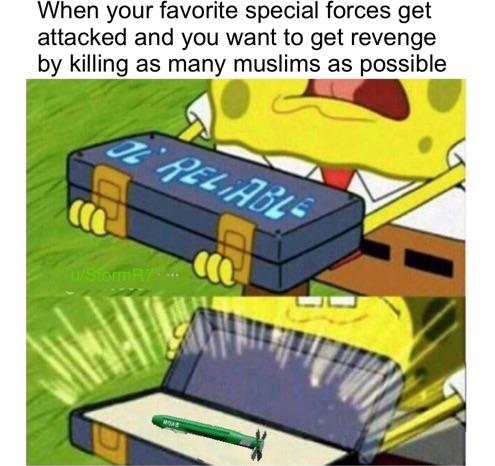 When your favorite special forces get
attacked and you want to get revenge
by killing as many muslims as possible
OL' RELIABLE
u/StormR7
MOAB